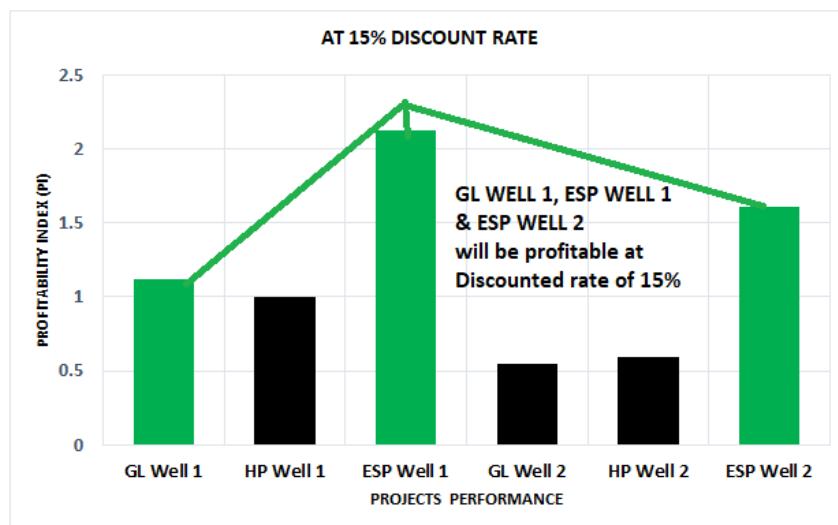 AT 15% DISCOUNT RATE
PROFITABILITY INDEX (PI)
2.5
2
1.5
1
0.5
0
GL WELL 1, ESP WELL 1
& ESP WELL 2
will be profitable at
Discounted rate of 15%
GL Well 1 HP Well 1 ESP Well 1 GL Well 2 HP Well 2 ESP Well 2
PROJECTS PERFORMANCE